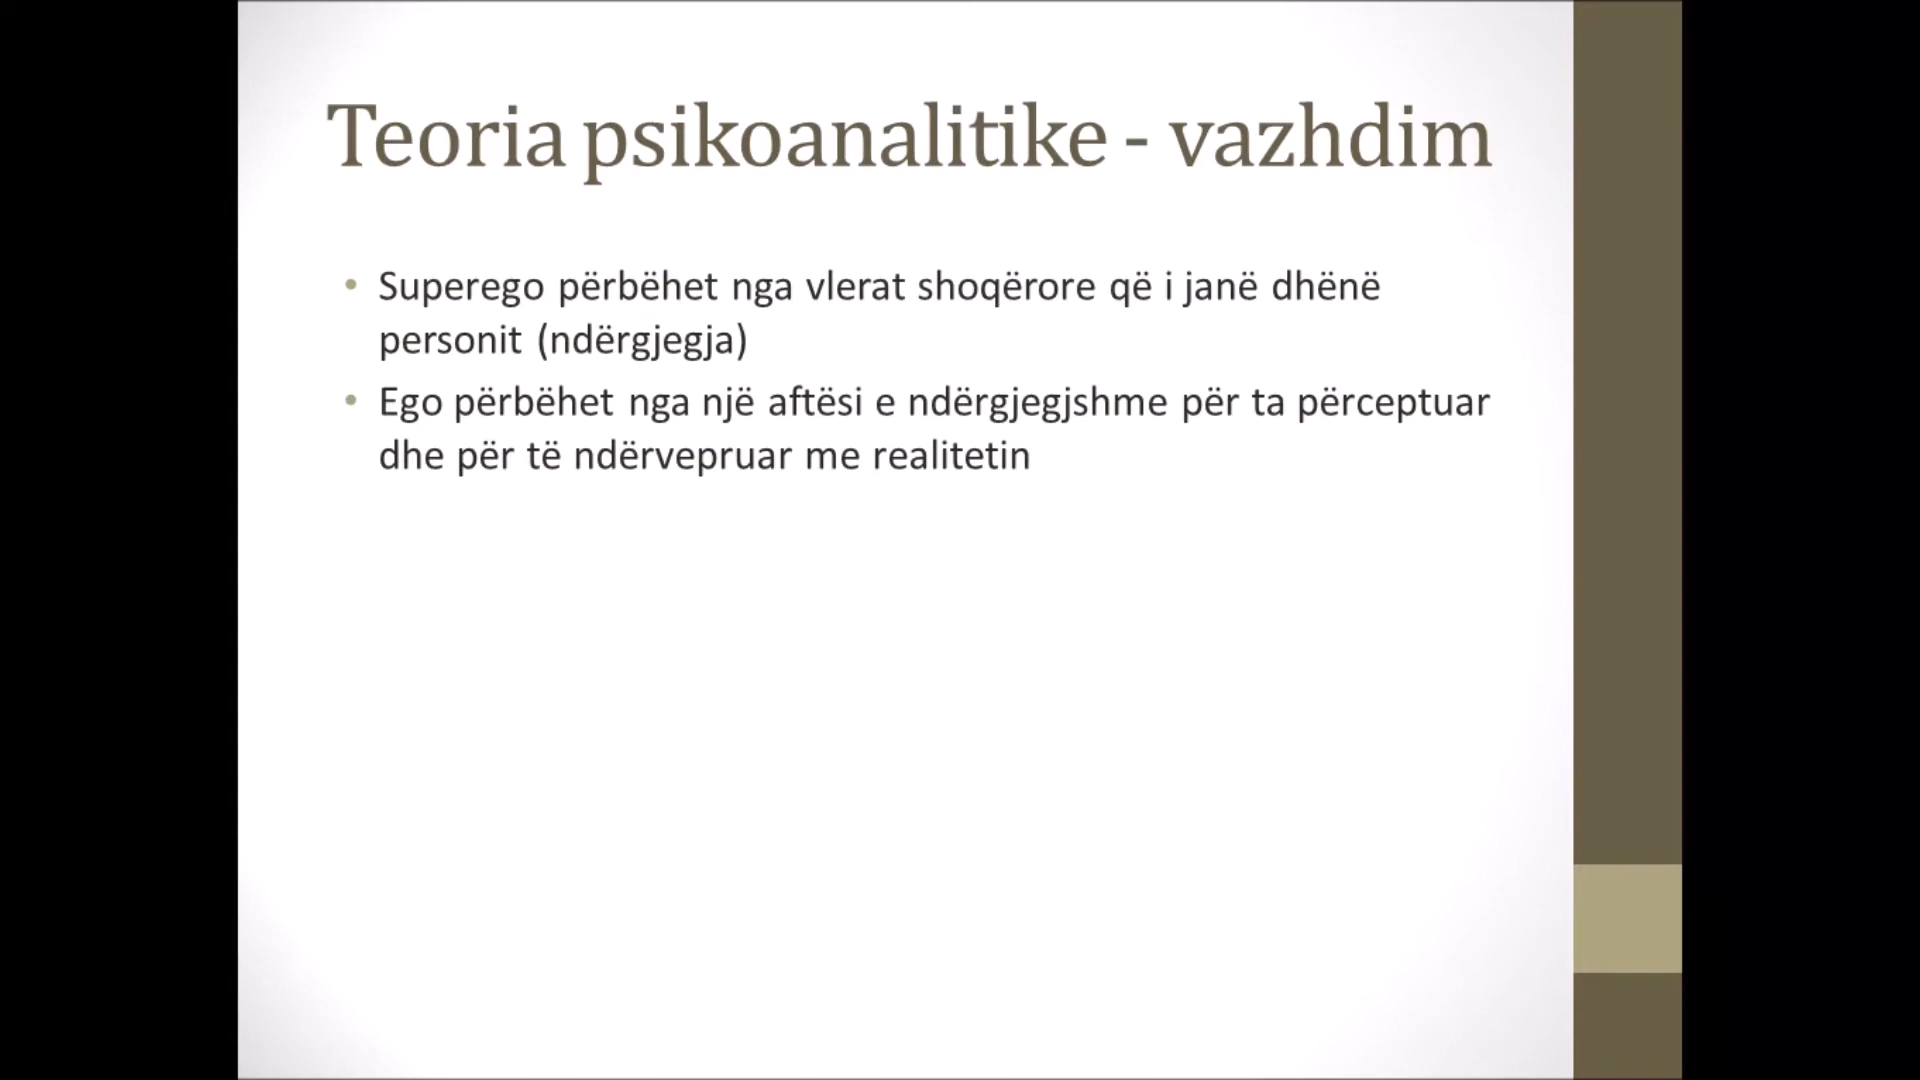 Teoria psikoanalitike - vazhdim
• Superego përbëhet nga vlerat shoqërore që i janë dhënë
personit (ndërgjegja)
• Ego përbëhet nga një aftësi e ndërgjegjshme për ta përceptuar
dhe për të ndërvepruar me realitetin